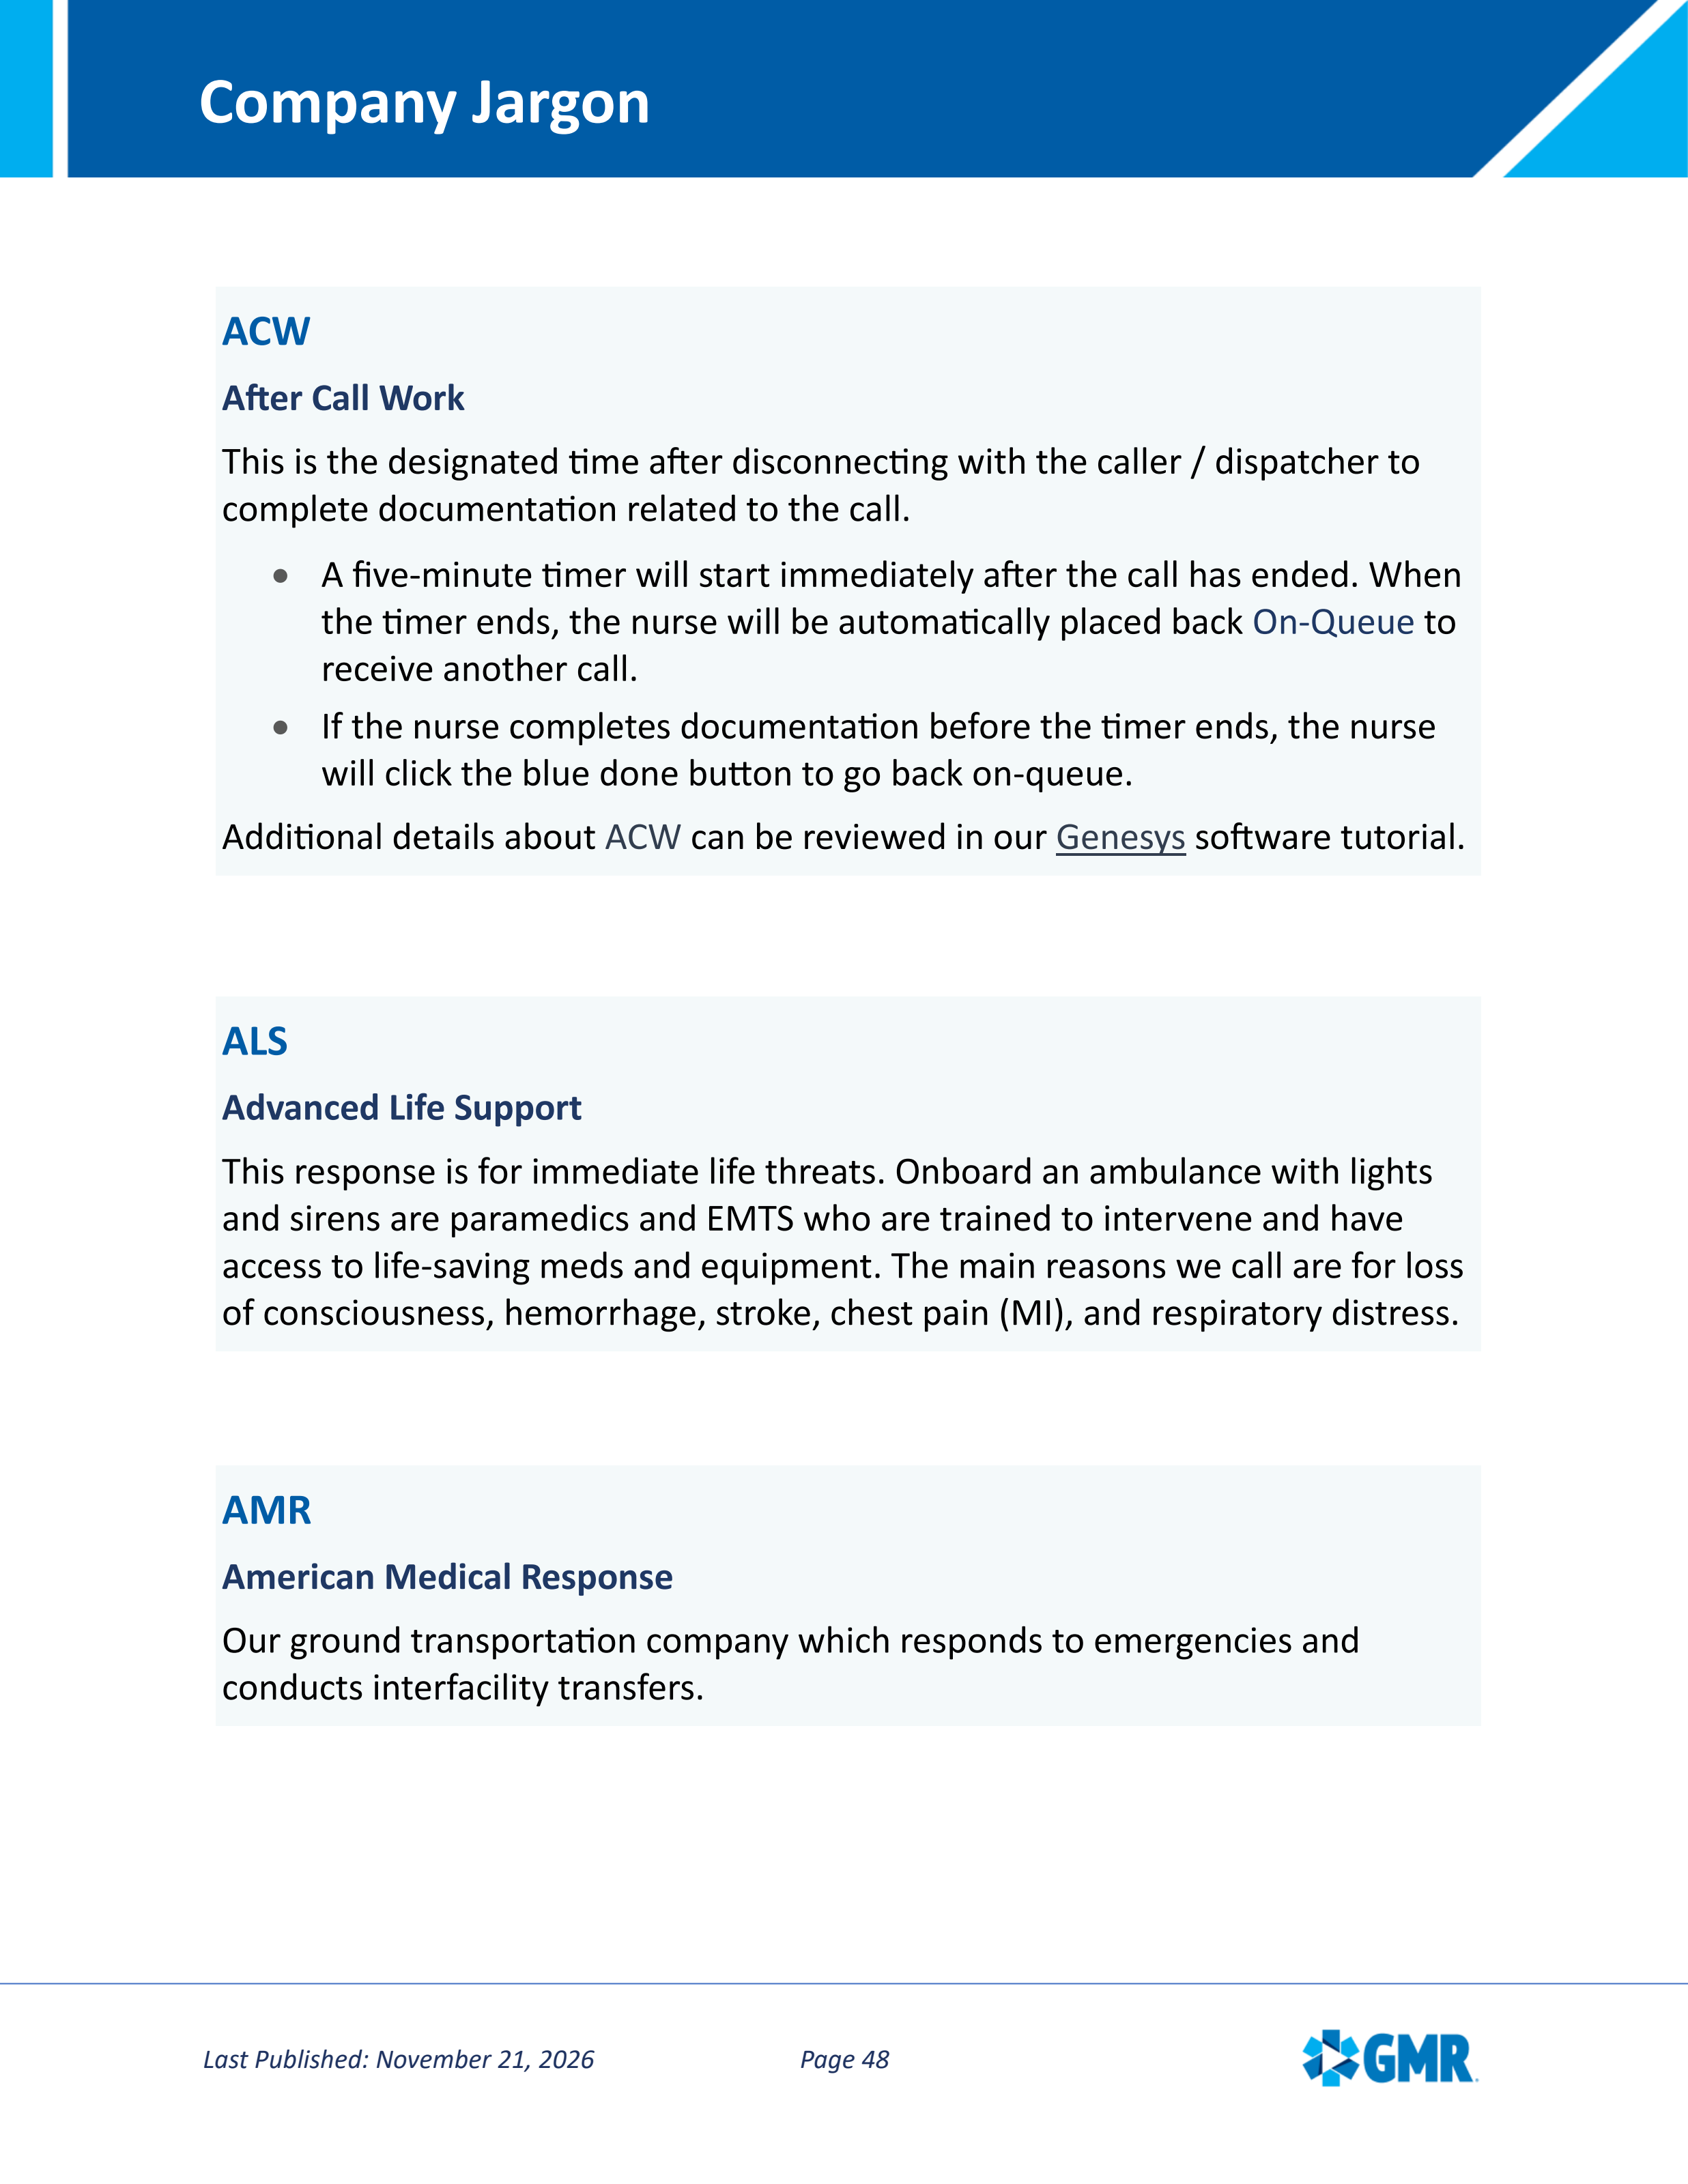 Company Jargon
ACW
After Call Work
This is the designated time after disconnecting with the caller / dispatcher to
complete documentation related to the call.
• A five-minute timer will start immediately after the call has ended. When
the timer ends, the nurse will be automatically placed back On-Queue to
receive another call.
• If the nurse completes documentation before the timer ends, the nurse
will click the blue done button to go back on-queue.
Additional details about ACW can be reviewed in our Genesys software tutorial.
ALS
Advanced Life Support
This response is for immediate life threats. Onboard an ambulance with lights
and sirens are paramedics and EMTS who are trained to intervene and have
access to life-saving meds and equipment. The main reasons we call are for loss
of consciousness, hemorrhage, stroke, chest pain (MI), and respiratory distress.
AMR
American Medical Response
Our ground transportation company which responds to emergencies and
conducts interfacility transfers.
Last Published: November 21, 2026 Page 48 GMR